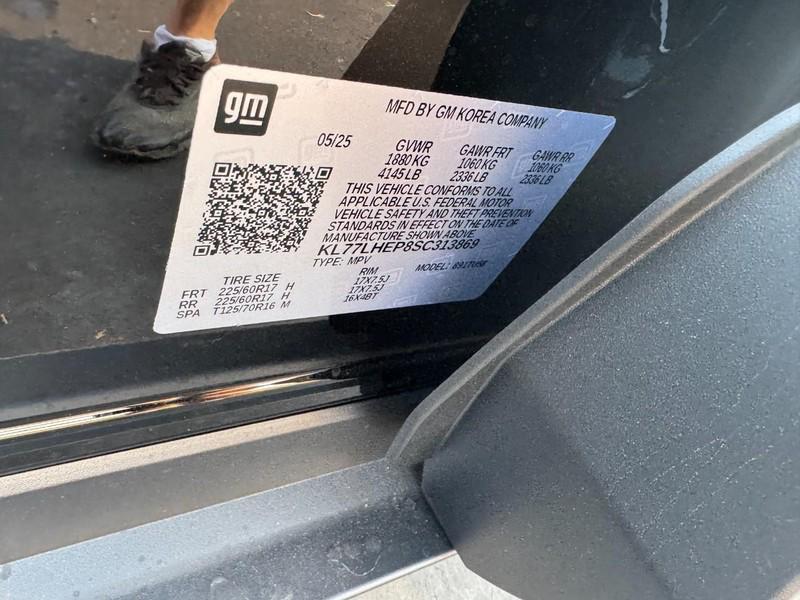 gm
MFD BY GM KOREA COMPANY
05/25 GVWR GAWR FRT GAWR RR
1880 KG 1060 KG 1060 KG
4145 LB 2336 LB 2336 LB
THIS VEHICLE CONFORMS TO ALL
APPLICABLE U.S. FEDERAL MOTOR
VEHICLE SAFETY AND THEFT PREVENTION
STANDARDS IN EFFECT ON THE DATE OF
MANUFACTURE SHOWN ABOVE
KL77LHEP8SC313869
TYPE: MPV MODEL:
TIRE SIZE RIM
FRT 225/60R17 H 17X7.5J
RR 225/60R17 H 17X7.5J
SPA T125/70R16 M 16X4BT